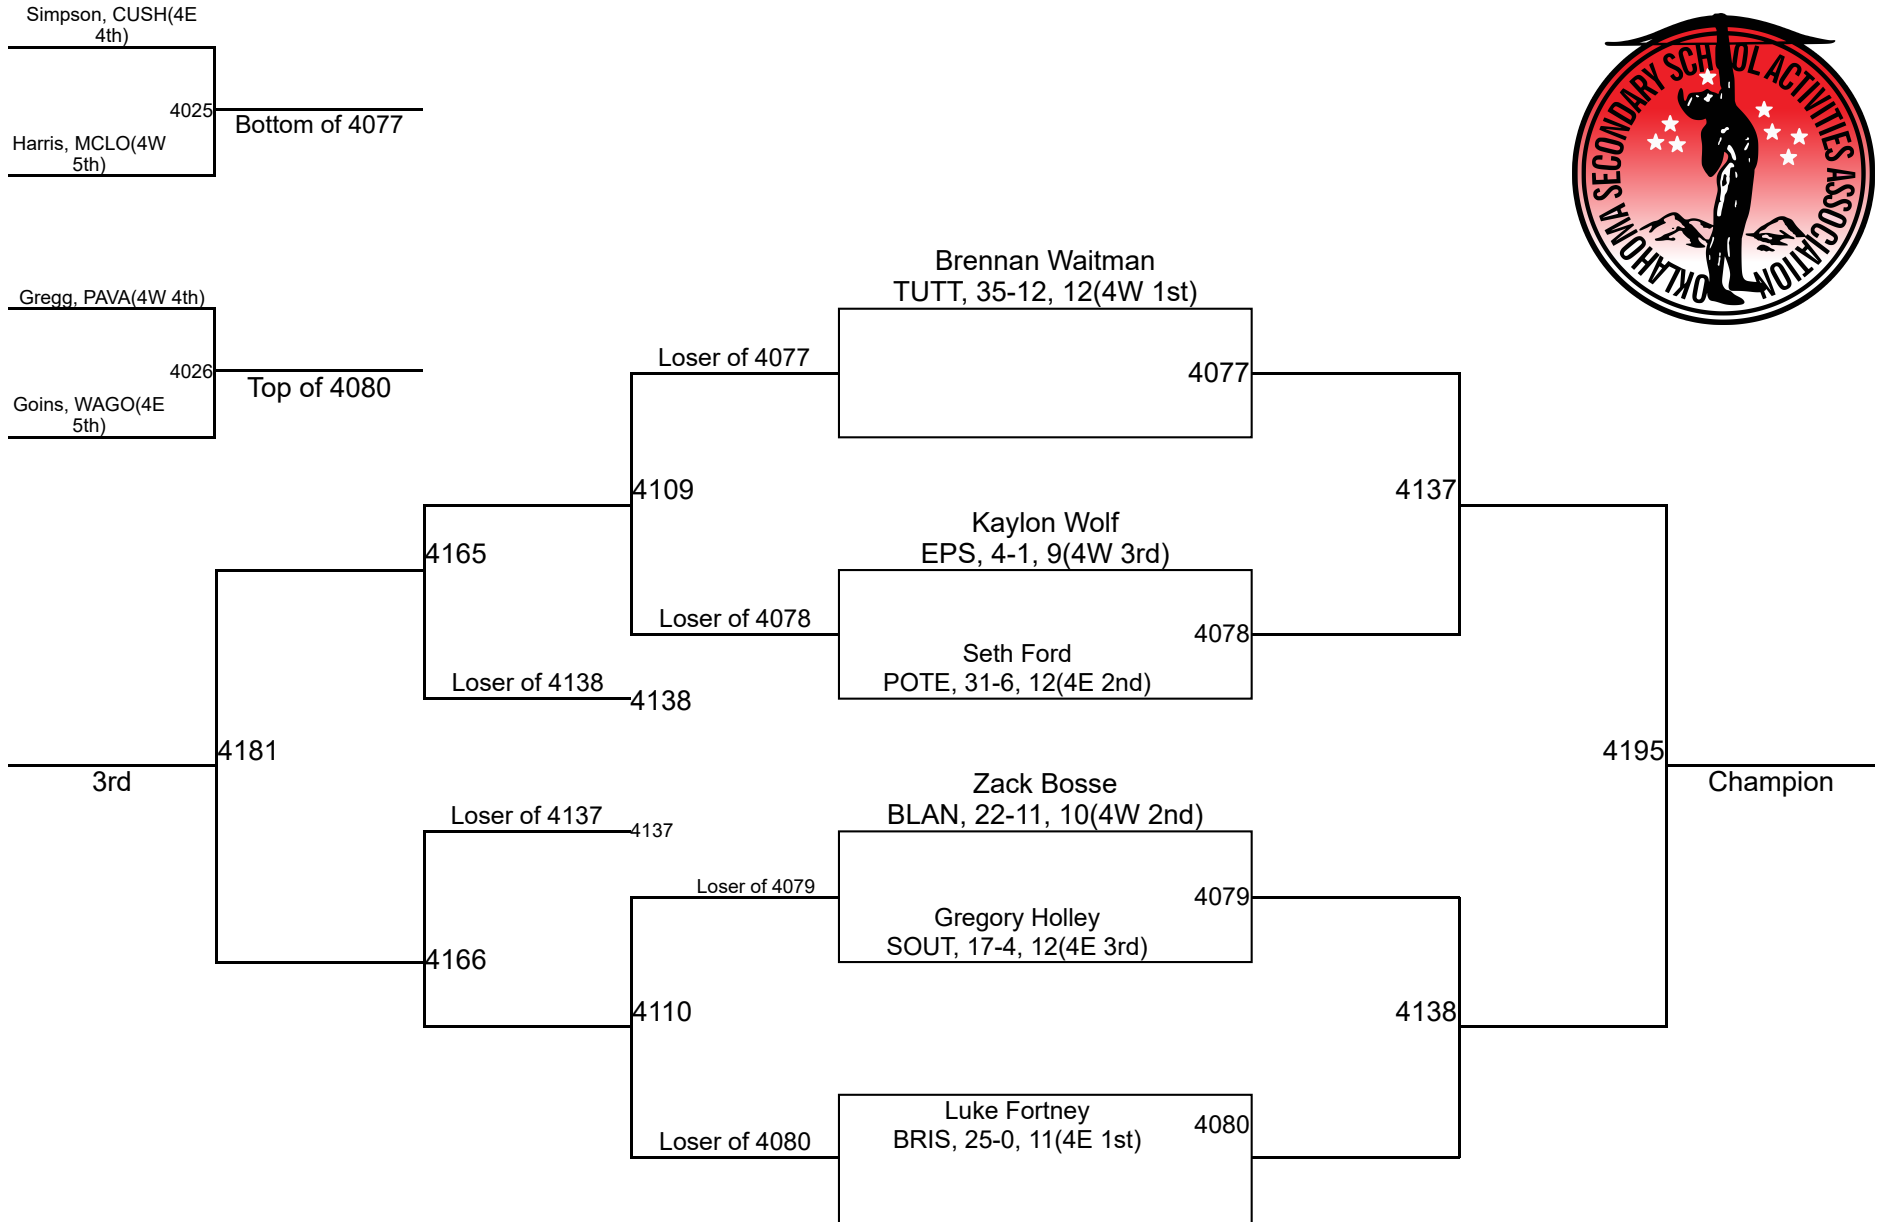 Simpson, CUSH(4E
4th)
4025
Bottom of 4077
Harris, MCLO(4W
5th)
OKLAHOMA SECONDARY SCHOOL ACTIVITIES ASSOCIATION
Gregg, PAVA(4W 4th)
4026
Top of 4080
Goins, WAGO(4E
5th)
Brennan Waitman
TUTT, 35-12, 12(4W 1st)
Loser of 4077
4077
4109
4137
Kaylon Wolf
EPS, 4-1, 9(4W 3rd)
4165
Loser of 4078
4078
Seth Ford
POTE, 31-6, 12(4E 2nd)
Loser of 4138
4138
4181
3rd
4195
Champion
Zack Bosse
BLAN, 22-11, 10(4W 2nd)
Loser of 4137
4137
Loser of 4079
4079
Gregory Holley
SOUT, 17-4, 12(4E 3rd)
4166
4110
4138
Luke Fortney
BRIS, 25-0, 11(4E 1st)
4080
Loser of 4080